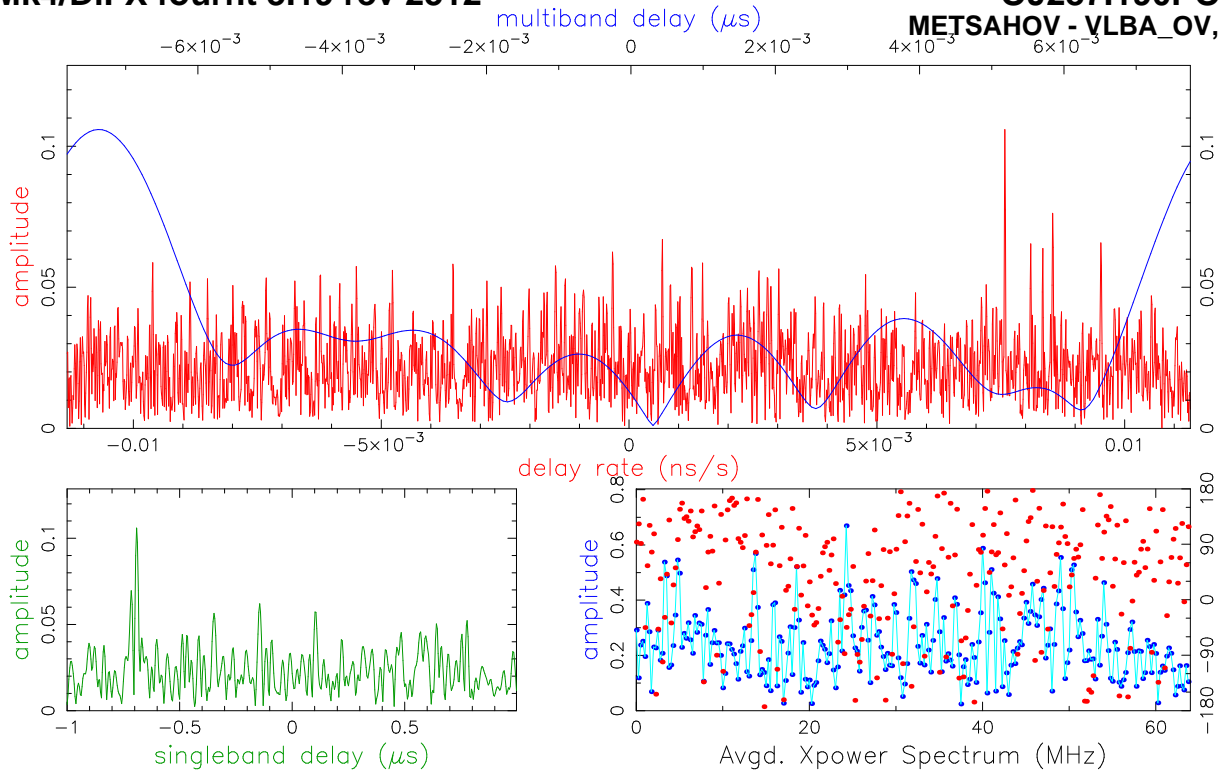 multiband delay (μs)
METSAHOV - VLBA_OV,
−6×10⁻³ −4×10⁻³ −2×10⁻³ 0 2×10⁻³ 4×10⁻³ 6×10⁻³
amplitude
0 0.05 0.1
0 0.05 0.1
−0.01 −5×10⁻³ 0 5×10⁻³ 0.01
delay rate (ns/s)
amplitude
0 0.05 0.1
−1 −0.5 0 0.5
singleband delay (μs)
amplitude
0 0.2 0.4 0.6 0.8
−180 −90 0 90 180
0 20 40 60
Avgd. Xpower Spectrum (MHz)